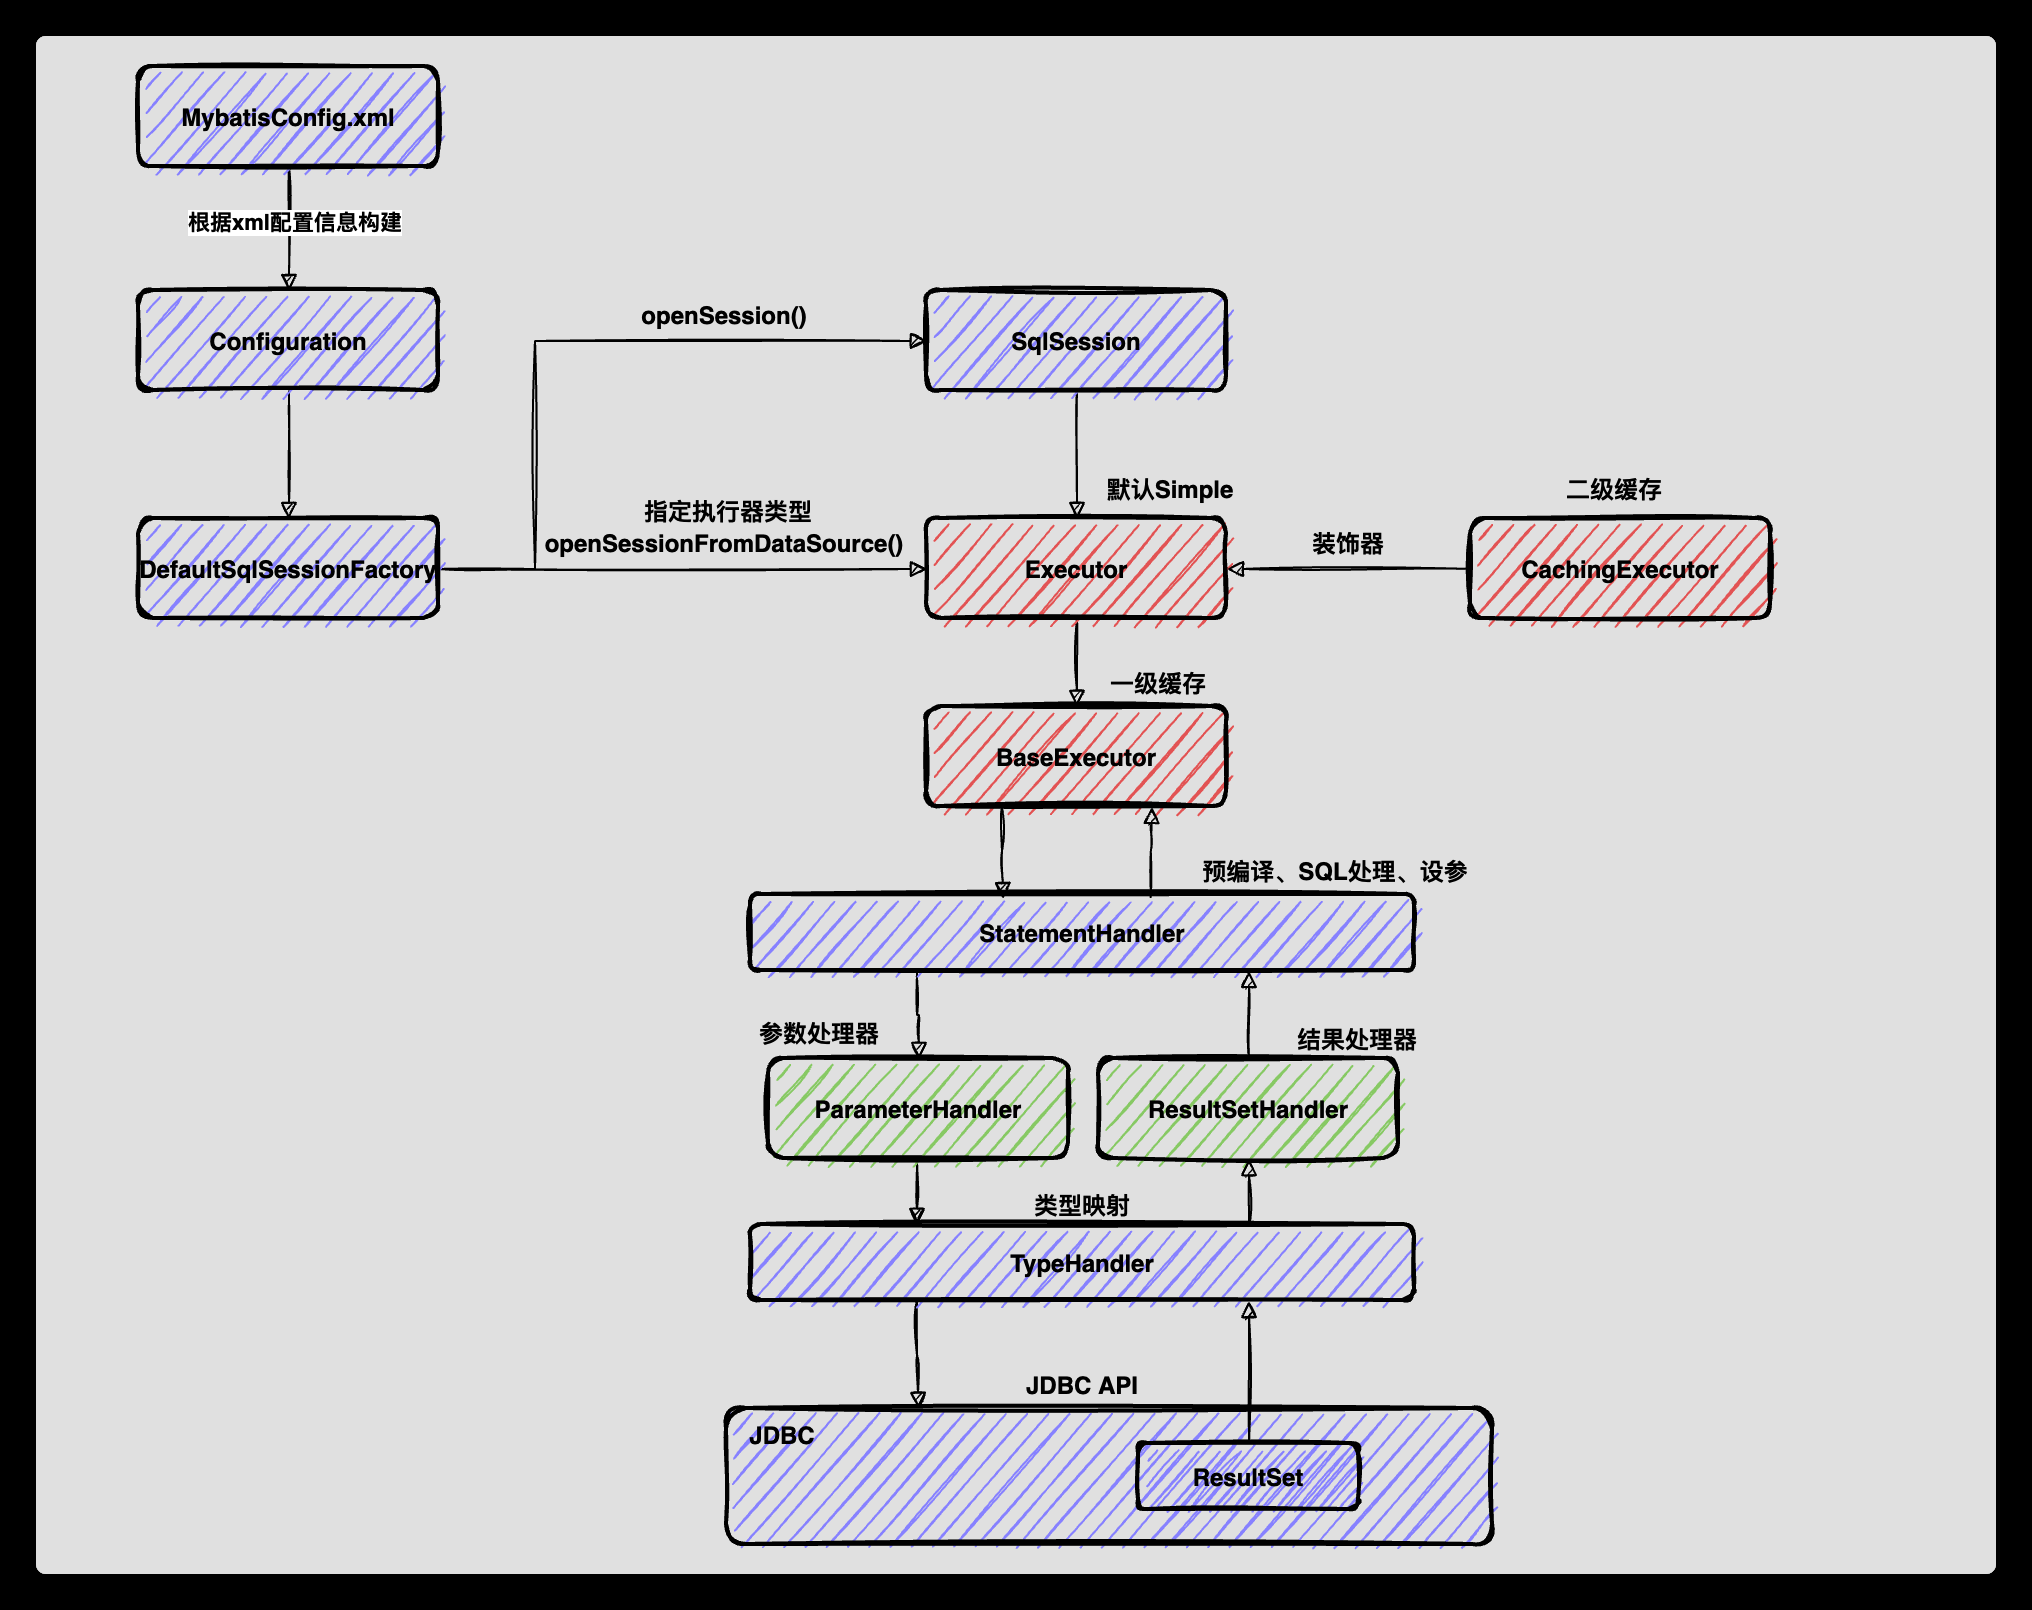 MybatisConfig.xml
根据xml配置信息构建
Configuration
openSession()
SqlSession
DefaultSqlSessionFactory
指定执行器类型
openSessionFromDataSource()
默认Simple
Executor
装饰器
二级缓存
CachingExecutor
一级缓存
BaseExecutor
预编译、SQL处理、设参
StatementHandler
参数处理器
ParameterHandler
结果处理器
ResultSetHandler
类型映射
TypeHandler
JDBC API
JDBC
ResultSet